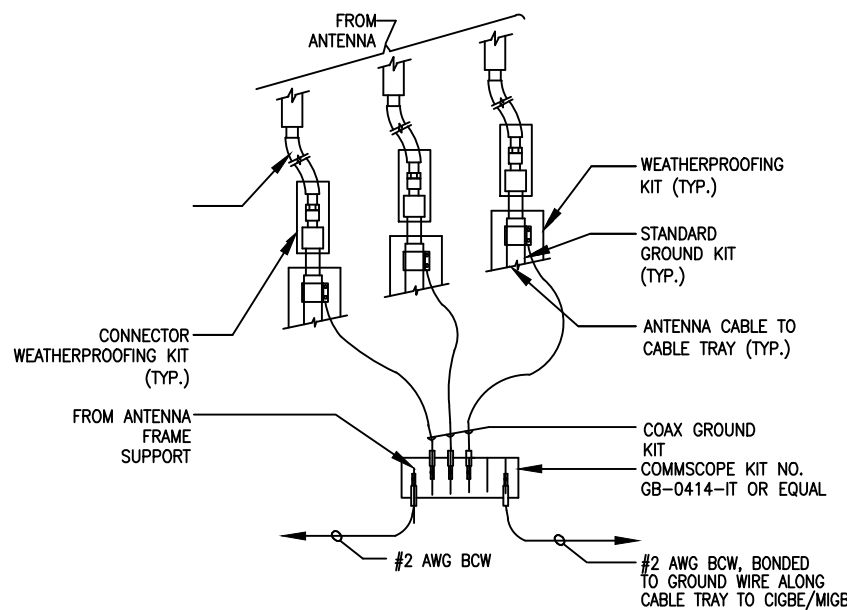 FROM
ANTENNA
WEATHERPROOFING
KIT (TYP.)
STANDARD
GROUND KIT
(TYP.)
ANTENNA CABLE TO
CABLE TRAY (TYP.)
CONNECTOR
WEATHERPROOFING KIT
(TYP.)
FROM ANTENNA
FRAME
SUPPORT
COAX GROUND
KIT
COMMSCOPE KIT NO.
GB-0414-IT OR EQUAL
#2 AWG BCW
#2 AWG BCW, BONDED
TO GROUND WIRE ALONG
CABLE TRAY TO CIGBE/MIGB